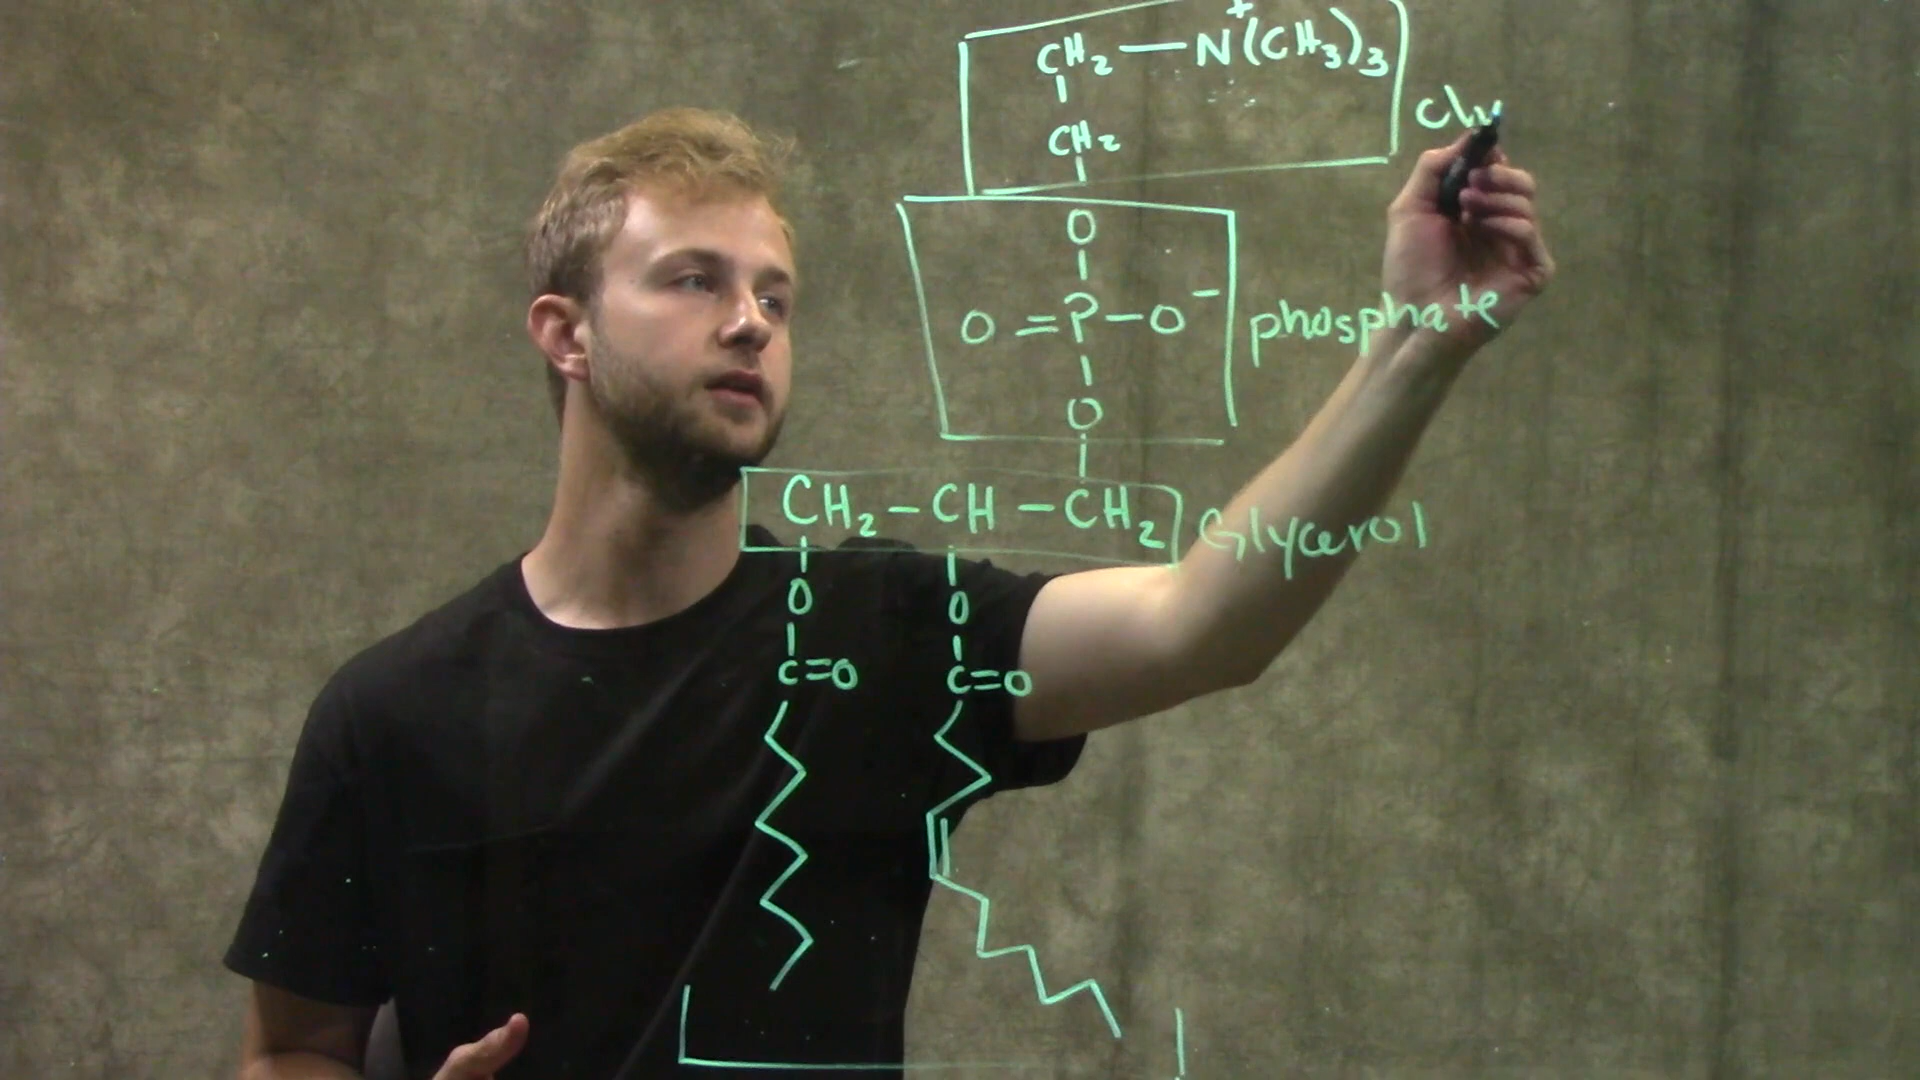 CH₂—N⁺(CH₃)₃
CH₂
O
O=P-O⁻
phosphate
O
CH₂-CH-CH₂
Glycerol
O O
C=O C=O